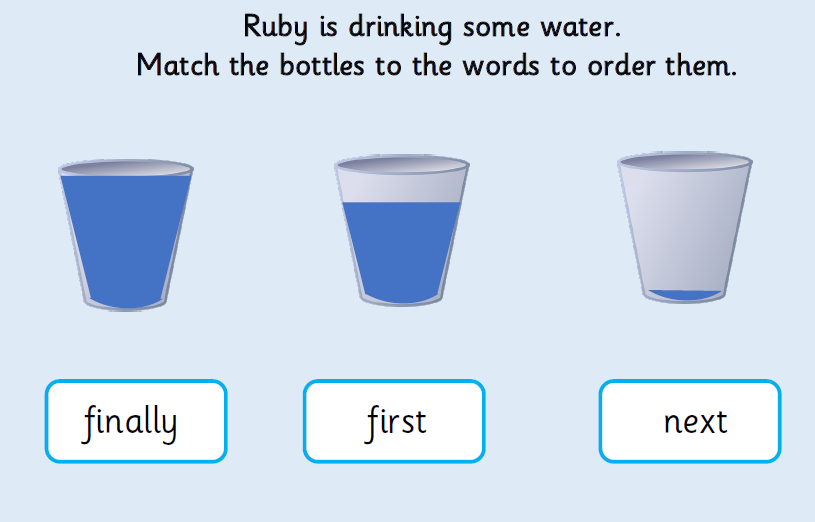 Ruby is drinking some water.
Match the bottles to the words to order them.
finally
first
next